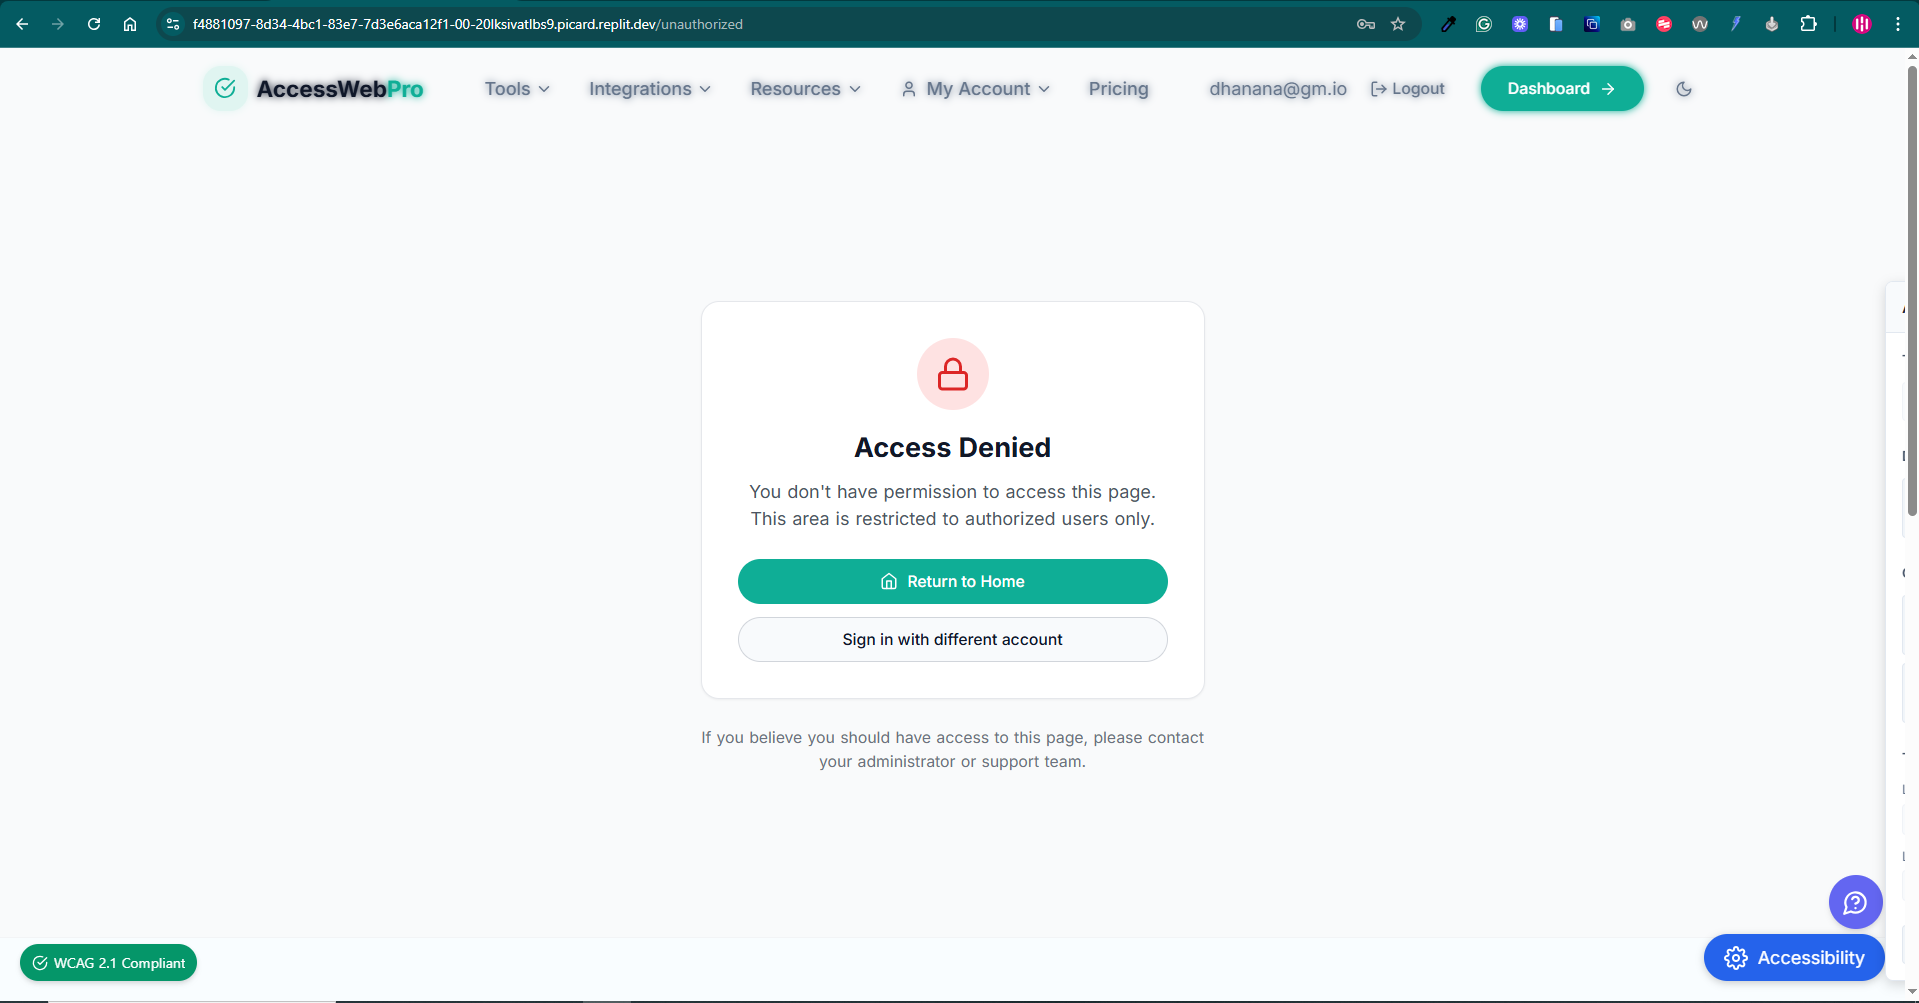 f4881097-8d34-4bc1-83e7-7d3e6aca12f1-00-20lksivatlbs9.picard.replit.dev/unauthorized
AccessWebPro
Tools
Integrations
Resources
My Account
Pricing
dhanana@gm.io
Logout
Dashboard
Access Denied
You don't have permission to access this page.
This area is restricted to authorized users only.
Return to Home
Sign in with different account
If you believe you should have access to this page, please contact
your administrator or support team.
WCAG 2.1 Compliant
Accessibility